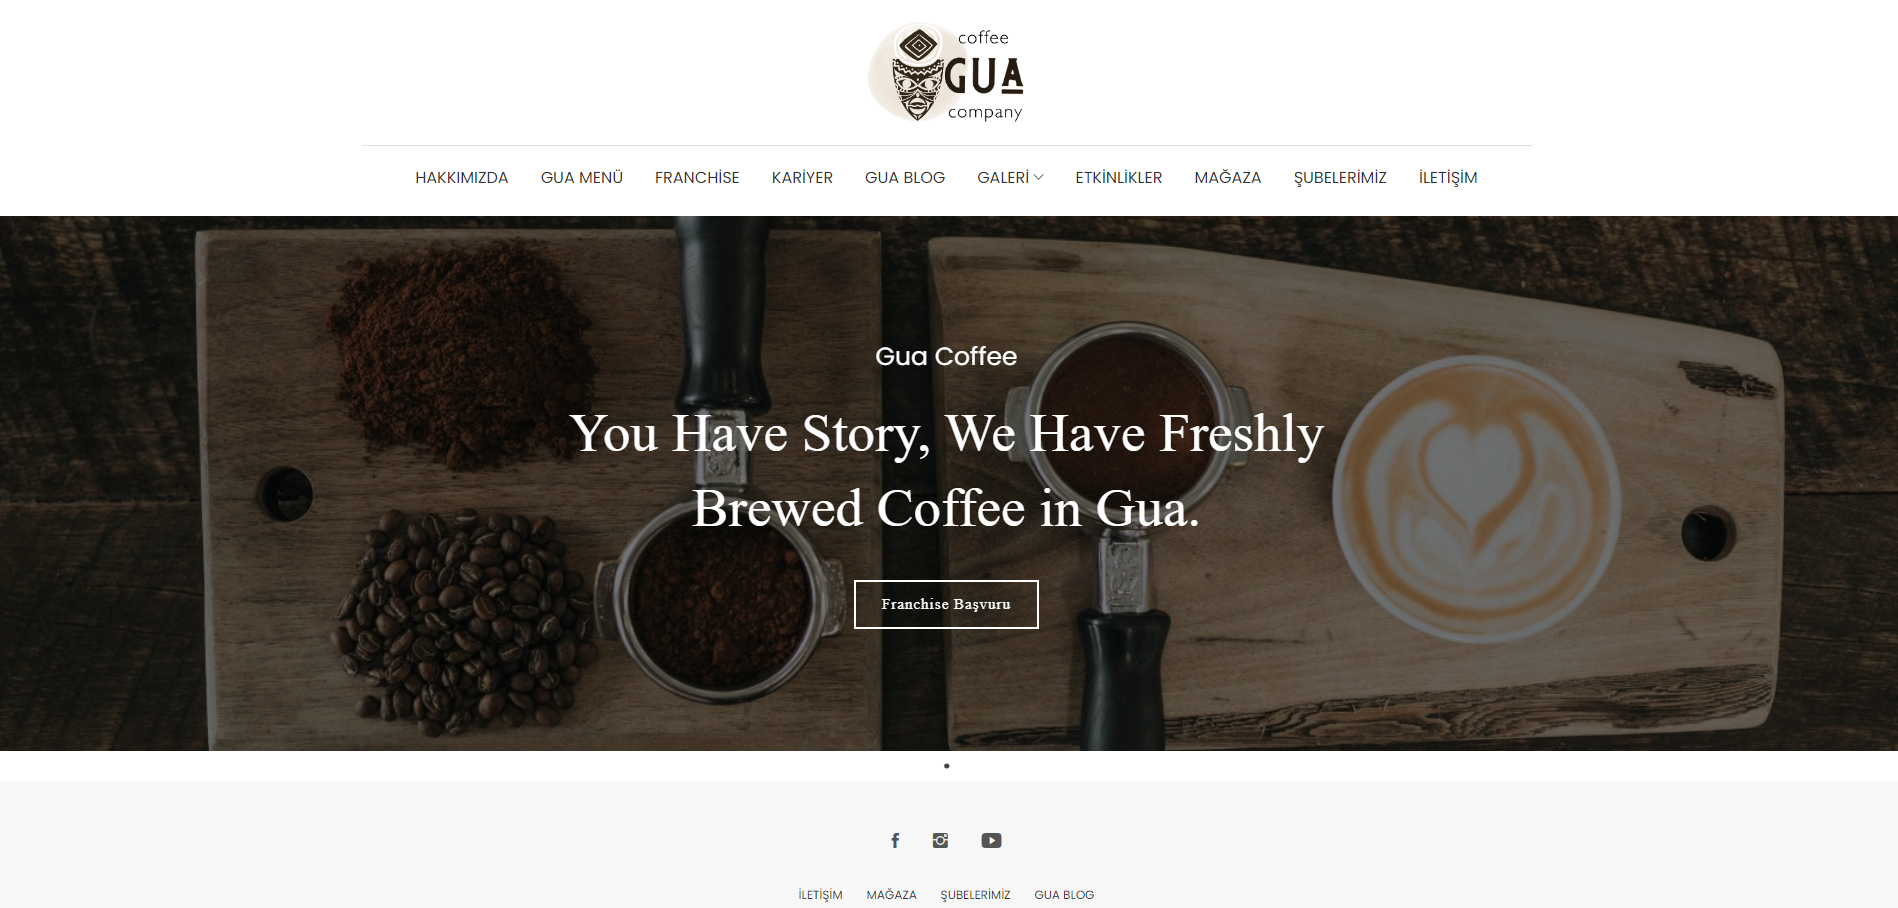 coffee
GUA
company
HAKKIMIZDA GUA MENÜ FRANCHİSE KARİYER GUA BLOG GALERİ ETKİNLİKLER MAĞAZA ŞUBELERİMİZ İLETİŞİM
Gua Coffee
You Have Story, We Have Freshly
Brewed Coffee in Gua.
Franchise Başvuru
İLETİŞİM MAĞAZA ŞUBELERİMİZ GUA BLOG